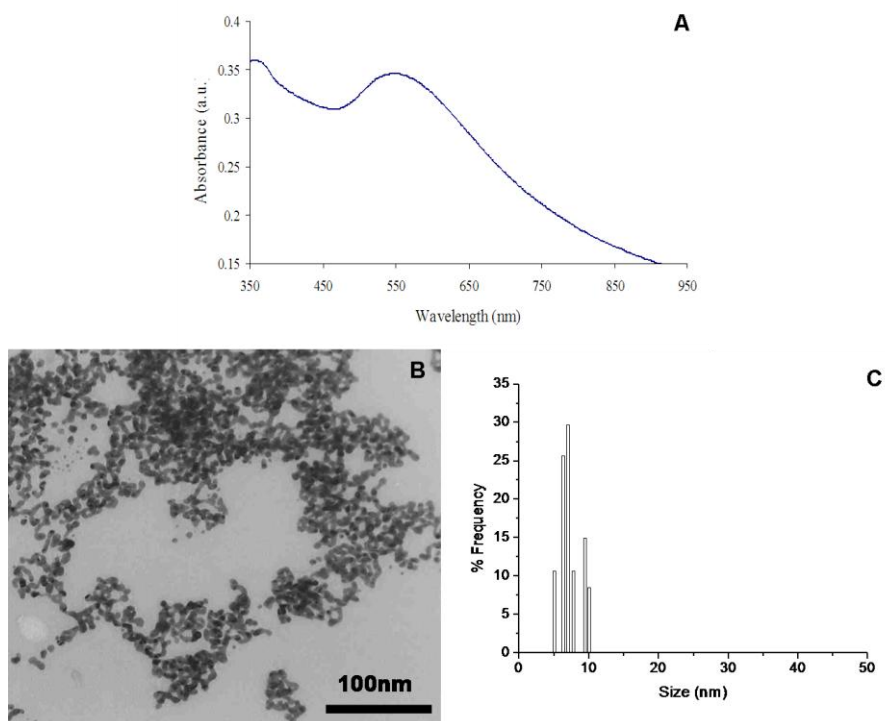 A
Absorbance (a.u.
0.4
0.35
0.3
0.25
0.2
0.15
350 450 550 650 750 850 950
Wavelength (nm)
B
100nm
C
% Frequency
35
30
25
20
15
10
5
0
0 10 20 30 40 50
Size (nm)